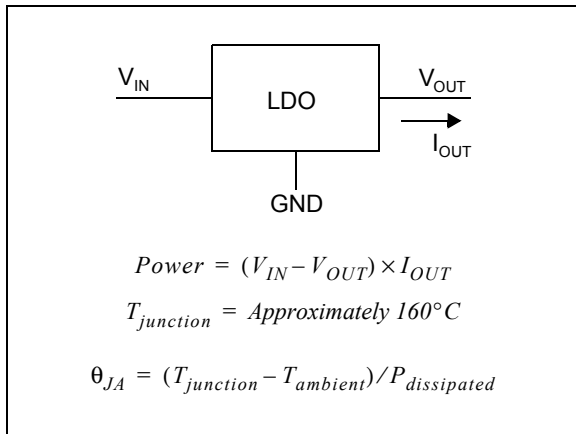 V_IN
LDO
V_OUT
I_OUT
GND
Power = (V_IN – V_OUT) × I_OUT
T_junction = Approximately 160°C
θ_JA = (T_junction – T_ambient)/P_dissipated